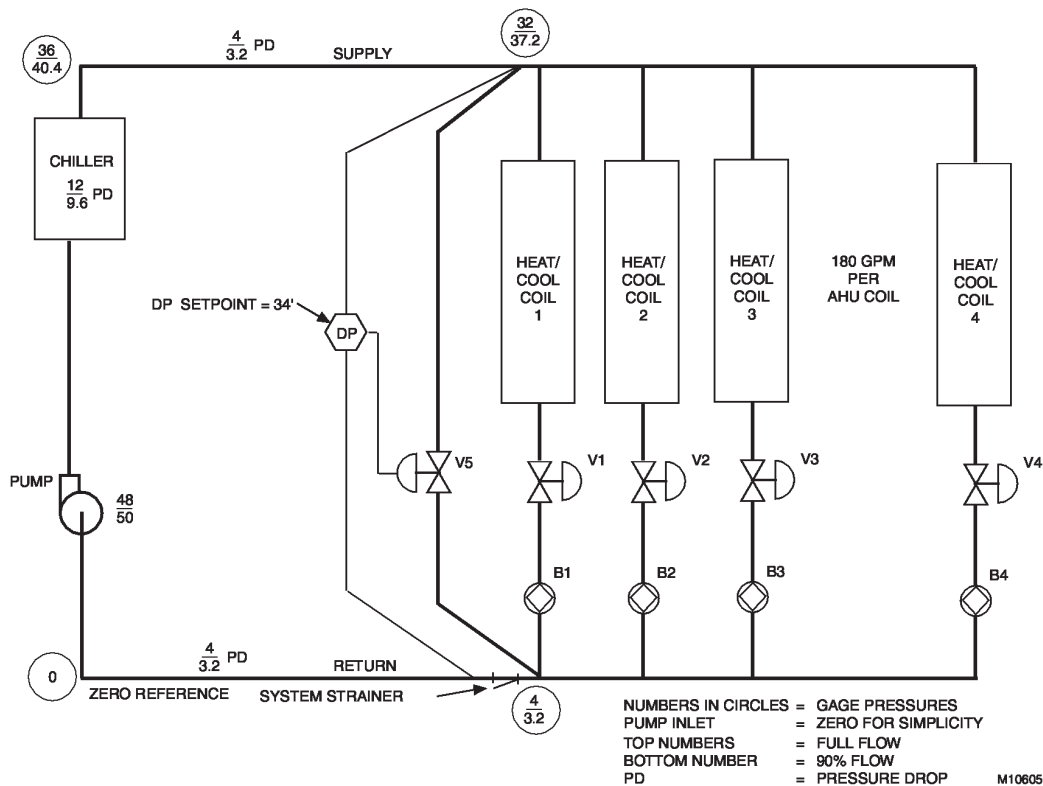 36
40.4
4
3.2 PD
SUPPLY
32
37.2
CHILLER
12
9.6 PD
DP SETPOINT = 34'
DP
HEAT/
COOL
COIL
1
HEAT/
COOL
COIL
2
HEAT/
COOL
COIL
3
180 GPM
PER
AHU COIL
HEAT/
COOL
COIL
4
V5
V1
V2
V3
V4
PUMP
48
50
B1
B2
B3
B4
4
3.2 PD
RETURN
0
ZERO REFERENCE
SYSTEM STRAINER
4
3.2
NUMBERS IN CIRCLES = GAGE PRESSURES
PUMP INLET = ZERO FOR SIMPLICITY
TOP NUMBERS = FULL FLOW
BOTTOM NUMBER = 90% FLOW
PD = PRESSURE DROP
M10605